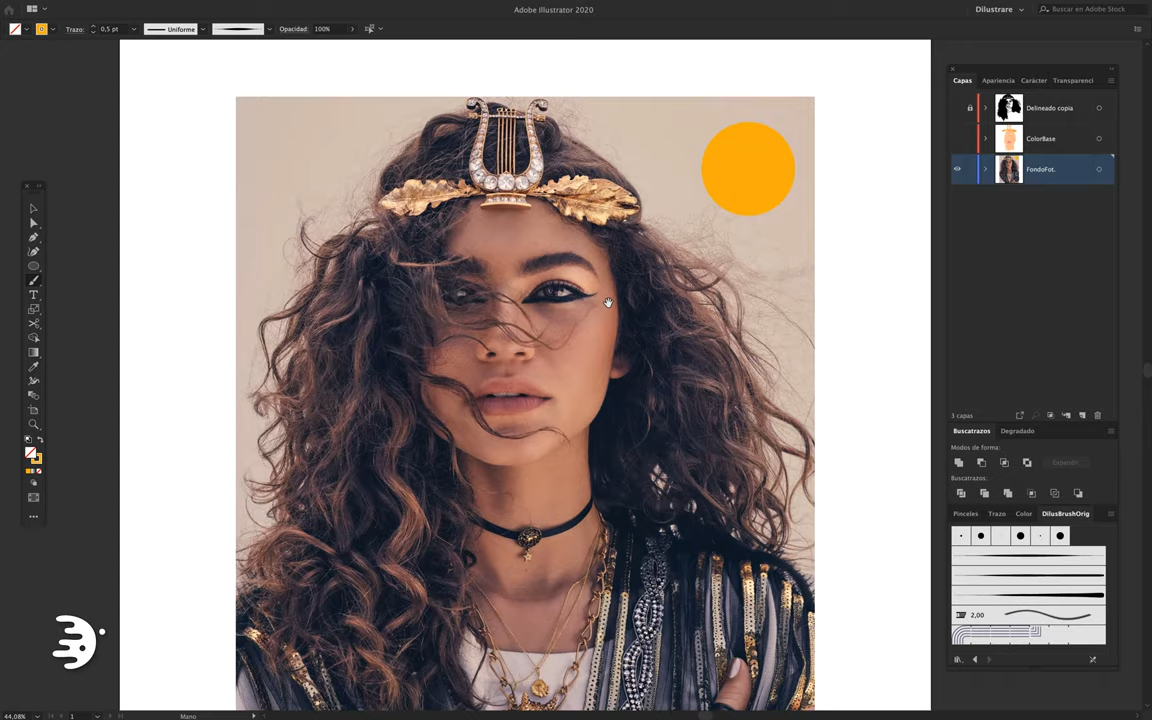 Adobe Illustrator 2020
Dilustrare
Buscar en Adobe Stock
Trazo:
0,5 pt
Uniforme
Opacidad:
100%
Capas
Apariencia
Carácter
Transparenci
Delineado copia
ColorBase
FondoFot.
3 capas
Buscatrazos
Degradado
Modos de forma:
Expandir
Buscatrazos:
Pinceles
Trazo
Color
DilusBrushOrig
2,00
44,08%
1
Mano